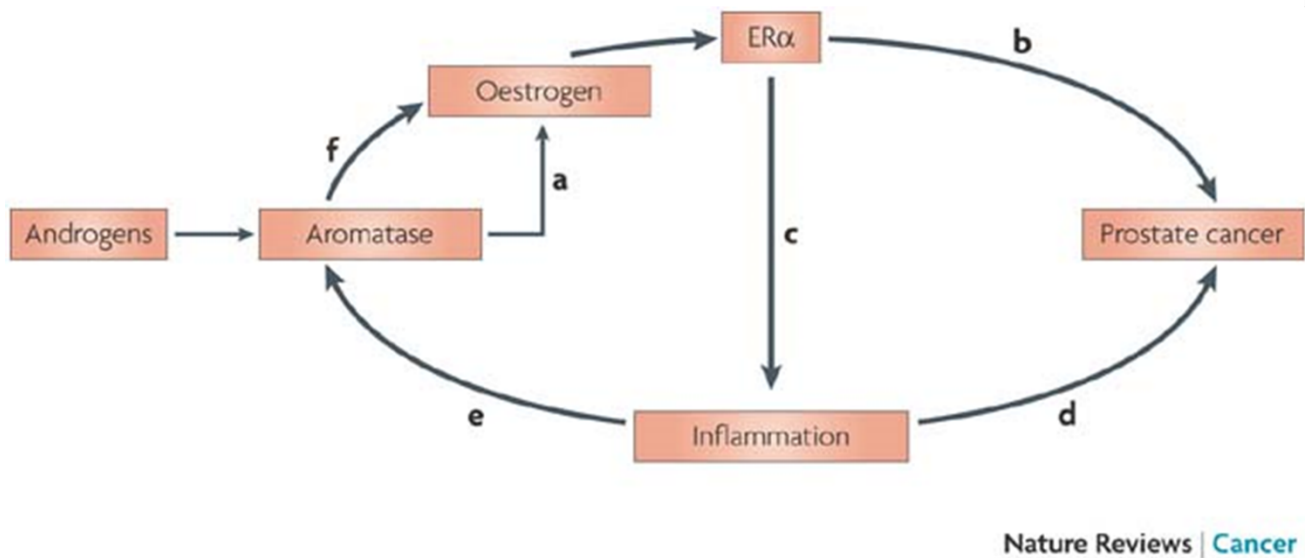 ERα
b
Oestrogen
f
a
Androgens
Aromatase
c
Prostate cancer
e
Inflammation
d
Nature Reviews | Cancer